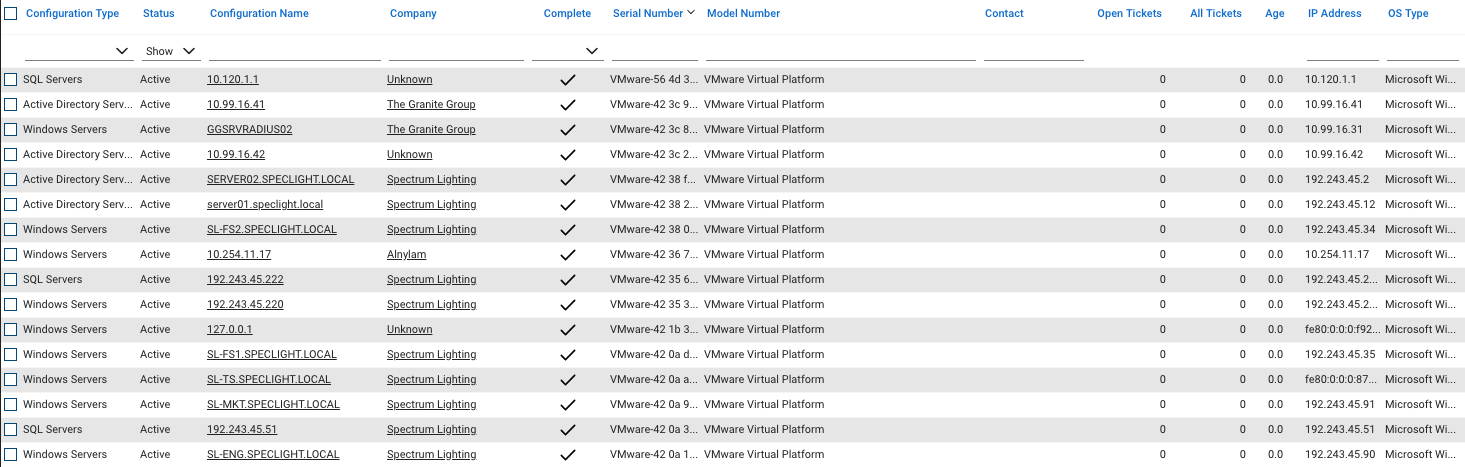 Configuration Type Status Configuration Name Company Complete Serial Number Model Number Contact Open Tickets All Tickets Age IP Address OS Type
Show
SQL Servers Active 10.120.1.1 Unknown VMware-56 4d 3... VMware Virtual Platform 0 0 0.0 10.120.1.1 Microsoft Wi...
Active Directory Serv... Active 10.99.16.41 The Granite Group VMware-42 3c 9... VMware Virtual Platform 0 0 0.0 10.99.16.41 Microsoft Wi...
Windows Servers Active GGSRVRADIUS02 The Granite Group VMware-42 3c 8... VMware Virtual Platform 0 0 0.0 10.99.16.31 Microsoft Wi...
Active Directory Serv... Active 10.99.16.42 Unknown VMware-42 3c 2... VMware Virtual Platform 0 0 0.0 10.99.16.42 Microsoft Wi...
Active Directory Serv... Active SERVER02.SPECLIGHT.LOCAL Spectrum Lighting VMware-42 38 f... VMware Virtual Platform 0 0 0.0 192.243.45.2 Microsoft Wi...
Active Directory Serv... Active server01.speclight.local Spectrum Lighting VMware-42 38 2... VMware Virtual Platform 0 0 0.0 192.243.45.12 Microsoft Wi...
Windows Servers Active SL-FS2.SPECLIGHT.LOCAL Spectrum Lighting VMware-42 38 0... VMware Virtual Platform 0 0 0.0 192.243.45.34 Microsoft Wi...
Windows Servers Active 10.254.11.17 Alnylam VMware-42 36 7... VMware Virtual Platform 0 0 0.0 10.254.11.17 Microsoft Wi...
SQL Servers Active 192.243.45.222 Spectrum Lighting VMware-42 35 6... VMware Virtual Platform 0 0 0.0 192.243.45.2... Microsoft Wi...
Windows Servers Active 192.243.45.220 Spectrum Lighting VMware-42 35 3... VMware Virtual Platform 0 0 0.0 192.243.45.2... Microsoft Wi...
Windows Servers Active 127.0.0.1 Unknown VMware-42 1b 3... VMware Virtual Platform 0 0 0.0 fe80:0:0:0:f92... Microsoft Wi...
Windows Servers Active SL-FS1.SPECLIGHT.LOCAL Spectrum Lighting VMware-42 0a d... VMware Virtual Platform 0 0 0.0 192.243.45.35 Microsoft Wi...
Windows Servers Active SL-TS.SPECLIGHT.LOCAL Spectrum Lighting VMware-42 0a a... VMware Virtual Platform 0 0 0.0 fe80:0:0:0:87... Microsoft Wi...
Windows Servers Active SL-MKT.SPECLIGHT.LOCAL Spectrum Lighting VMware-42 0a 9... VMware Virtual Platform 0 0 0.0 192.243.45.91 Microsoft Wi...
SQL Servers Active 192.243.45.51 Spectrum Lighting VMware-42 0a 3... VMware Virtual Platform 0 0 0.0 192.243.45.51 Microsoft Wi...
Windows Servers Active SL-ENG.SPECLIGHT.LOCAL Spectrum Lighting VMware-42 0a 1... VMware Virtual Platform 0 0 0.0 192.243.45.90 Microsoft Wi...